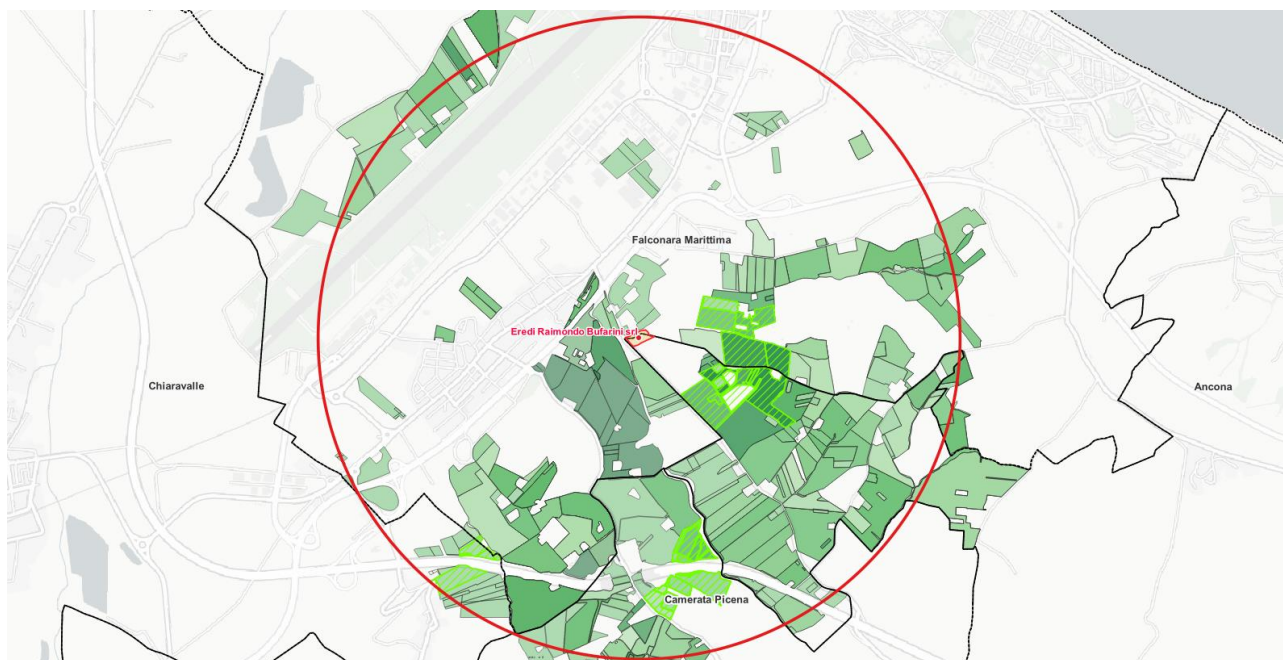 Falconara Marittima
Eredi Raimondo Bufarini srl
Chiaravalle
Ancona
Camerata Picena